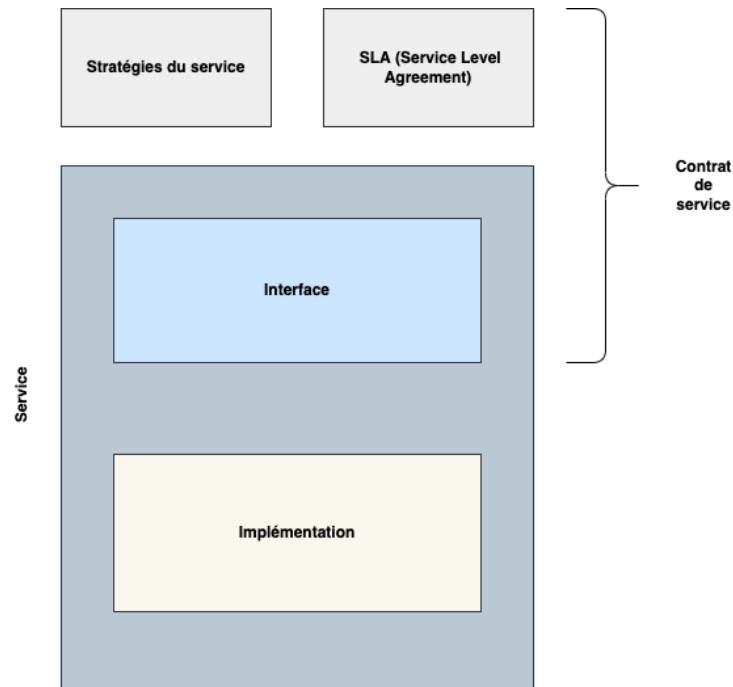 Stratégies du service
SLA (Service Level
Agreement)
Contrat
de
service
Interface
Service
Implémentation